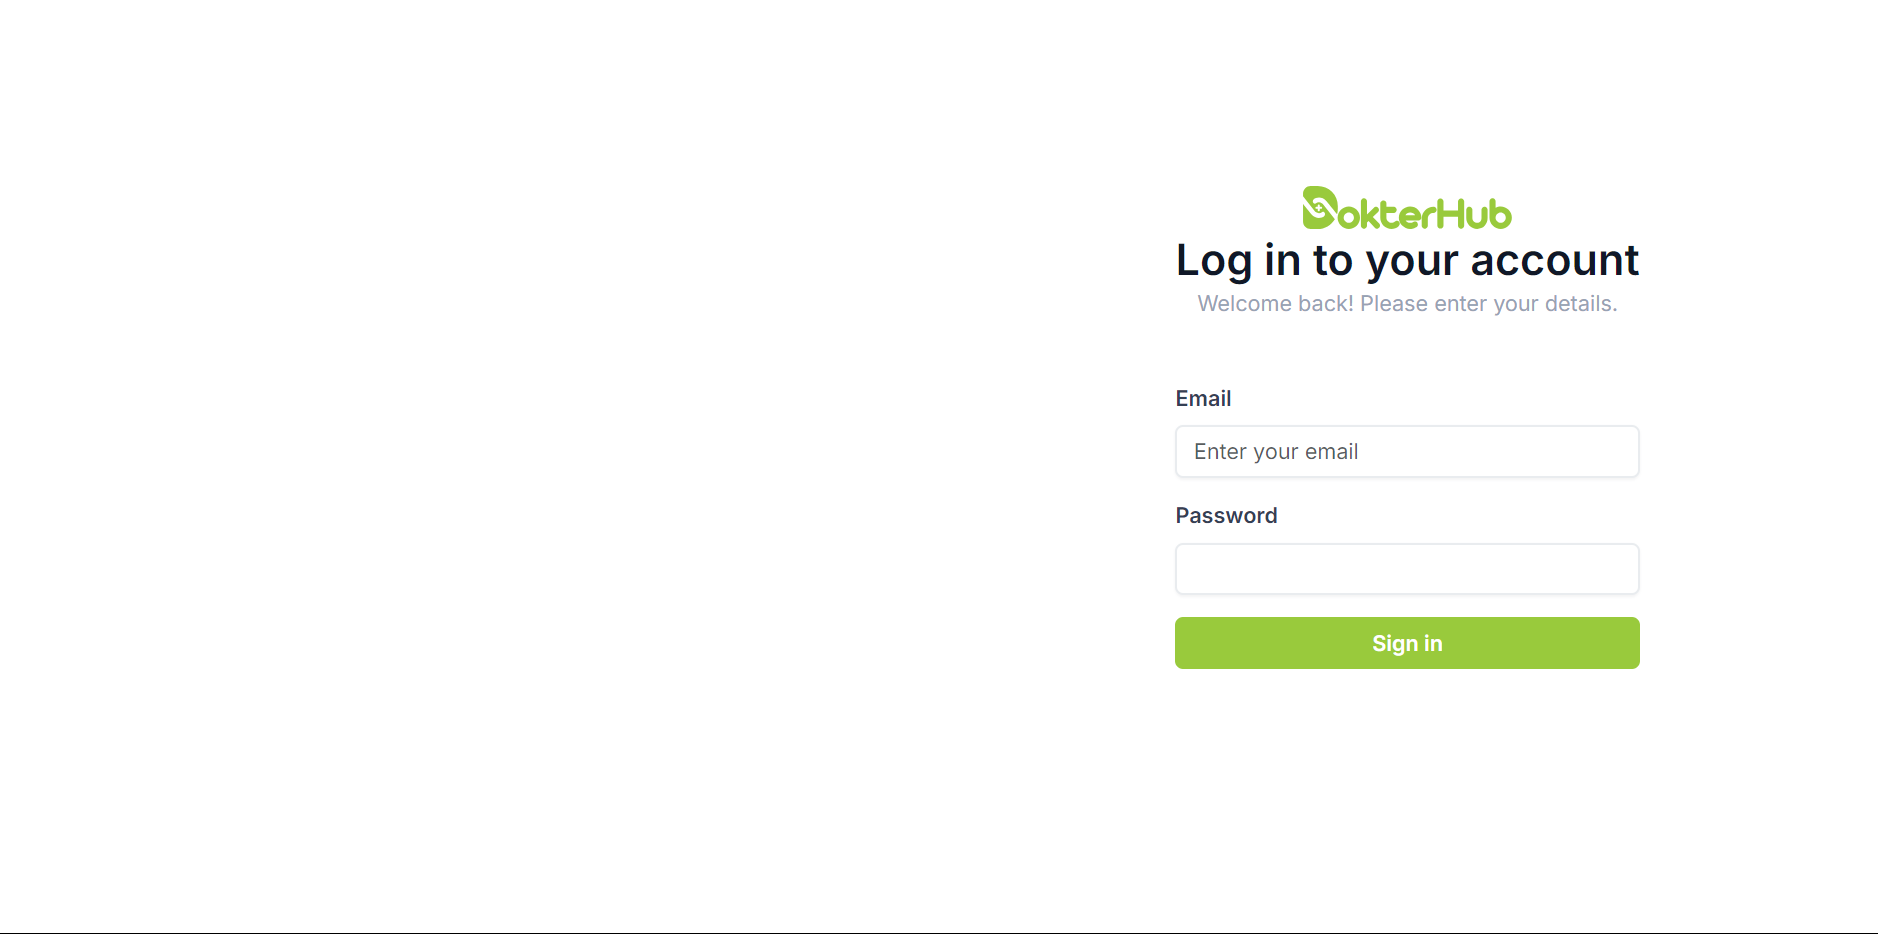 DokterHub
Log in to your account
Welcome back! Please enter your details.
Email
Enter your email
Password
Sign in